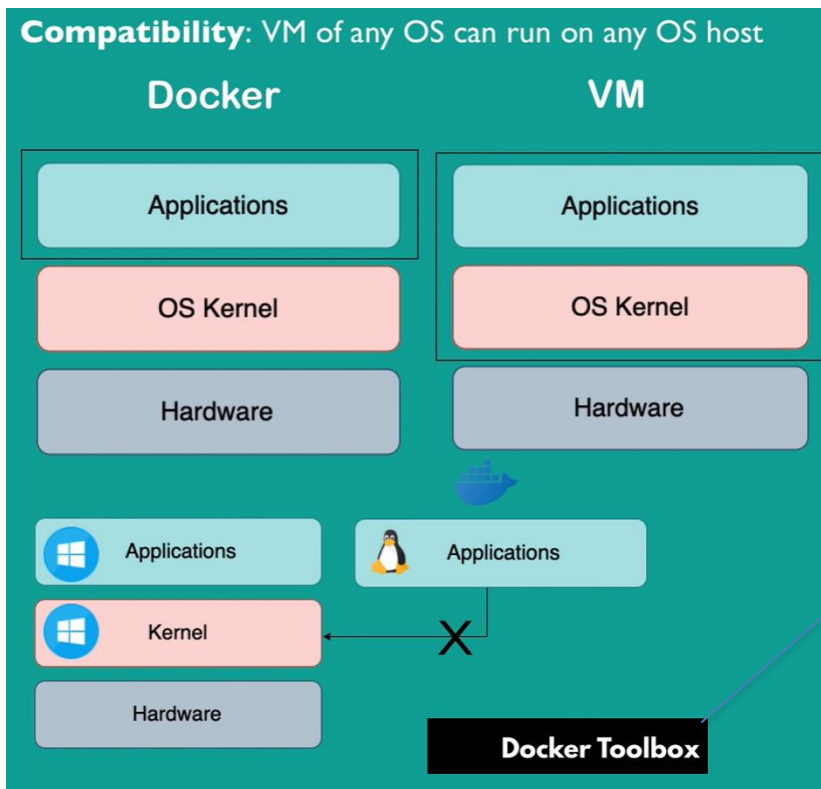 Compatibility: VM of any OS can run on any OS host
Docker
VM
Applications
Applications
OS Kernel
OS Kernel
Hardware
Hardware
Applications
Applications
Kernel
X
Hardware
Docker Toolbox